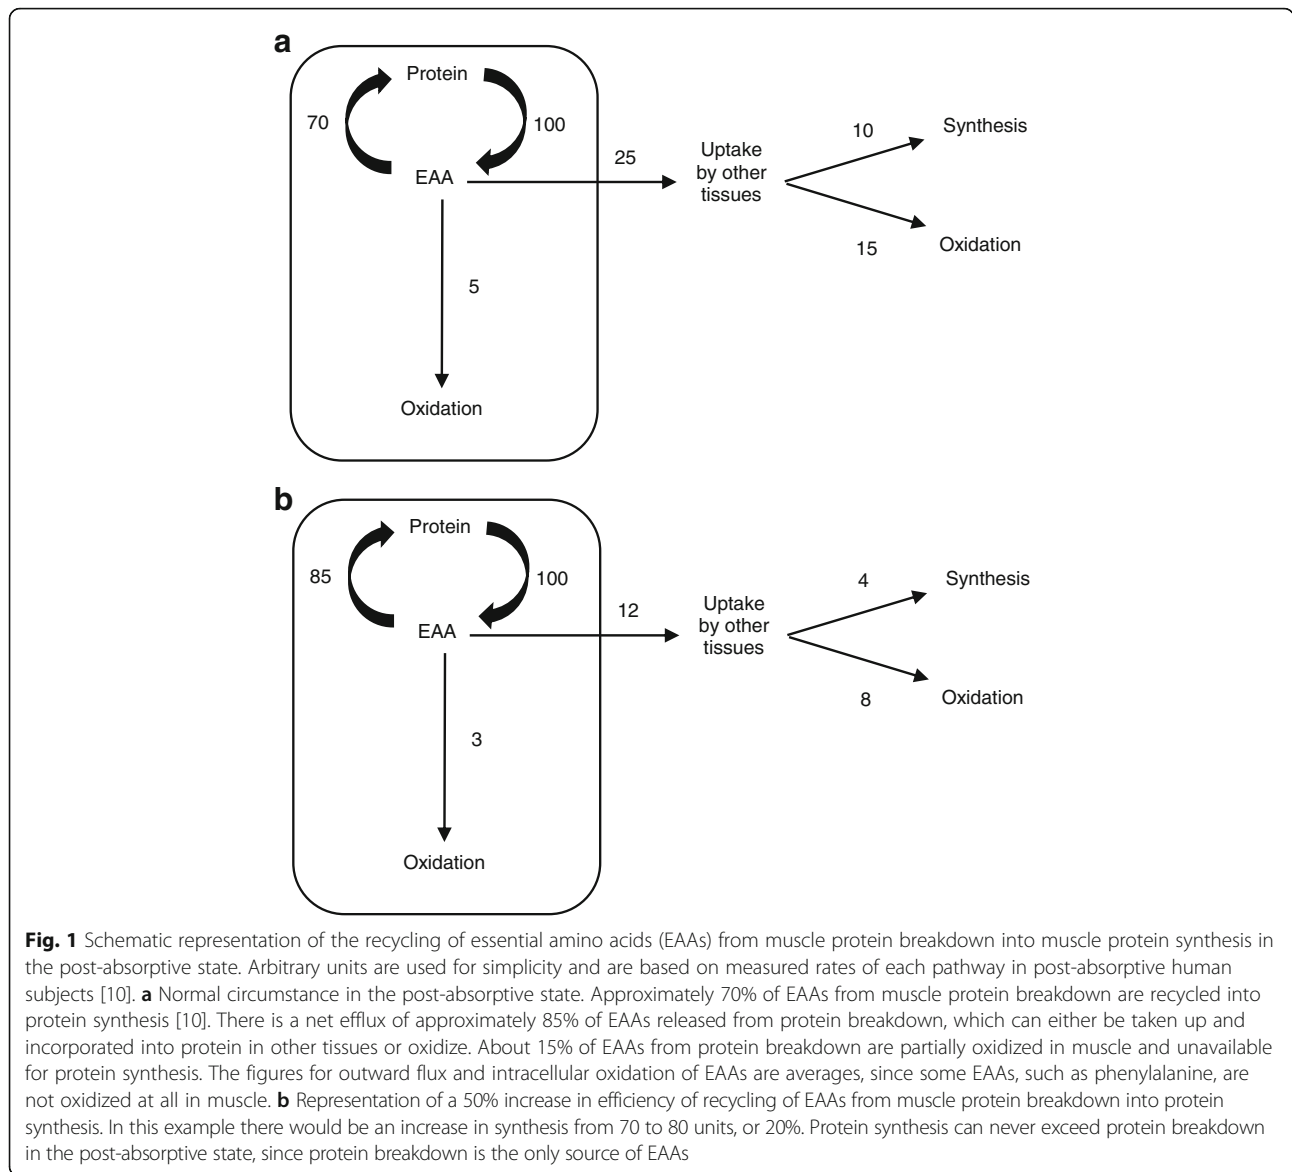 a
Protein
70
100
EAA
25
Uptake
by other
tissues
10
Synthesis
15
Oxidation
5
Oxidation
b
Protein
85
100
EAA
12
Uptake
by other
tissues
4
Synthesis
8
Oxidation
3
Oxidation
Fig. 1 Schematic representation of the recycling of essential amino acids (EAAs) from muscle protein breakdown into muscle protein synthesis in
the post-absorptive state. Arbitrary units are used for simplicity and are based on measured rates of each pathway in post-absorptive human
subjects [10]. a Normal circumstance in the post-absorptive state. Approximately 70% of EAAs from muscle protein breakdown are recycled into
protein synthesis [10]. There is a net efflux of approximately 85% of EAAs released from protein breakdown, which can either be taken up and
incorporated into protein in other tissues or oxidize. About 15% of EAAs from protein breakdown are partially oxidized in muscle and unavailable
for protein synthesis. The figures for outward flux and intracellular oxidation of EAAs are averages, since some EAAs, such as phenylalanine, are
not oxidized at all in muscle. b Representation of a 50% increase in efficiency of recycling of EAAs from muscle protein breakdown into protein
synthesis. In this example there would be an increase in synthesis from 70 to 80 units, or 20%. Protein synthesis can never exceed protein breakdown
in the post-absorptive state, since protein breakdown is the only source of EAAs